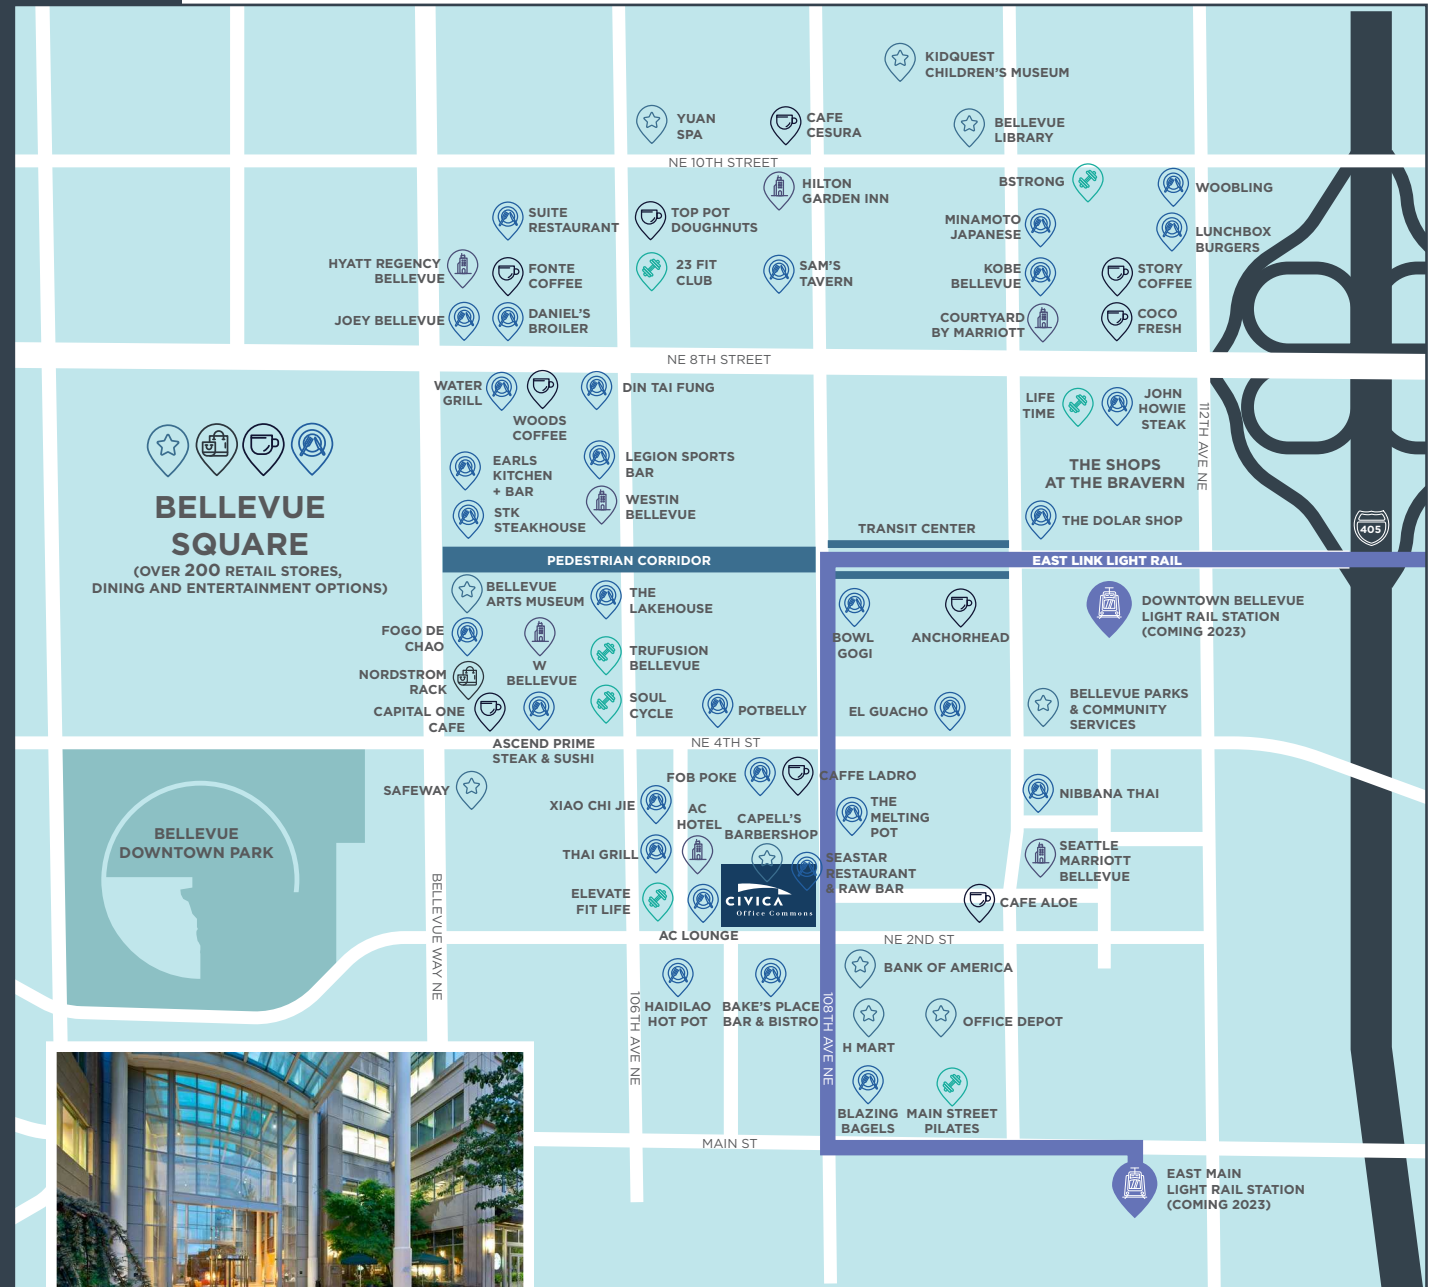 KIDQUEST
CHILDREN'S MUSEUM
YUAN
SPA
CAFE
CESURA
BELLEVUE
LIBRARY
NE 10TH STREET
HILTON
GARDEN INN
BSTRONG
WOOBLING
SUITE
RESTAURANT
TOP POT
DOUGHNUTS
MINAMOTO
JAPANESE
LUNCHBOX
BURGERS
HYATT REGENCY
BELLEVUE
FONTE
COFFEE
23 FIT
CLUB
SAM'S
TAVERN
KOBE
BELLEVUE
STORY
COFFEE
JOEY BELLEVUE
DANIEL'S
BROILER
COURTYARD
BY MARRIOTT
COCO
FRESH
NE 8TH STREET
WATER
GRILL
WOODS
COFFEE
DIN TAI FUNG
LIFE
TIME
JOHN
HOWIE
STEAK
112TH AVE NE
EARLS
KITCHEN
+ BAR
LEGION SPORTS
BAR
THE SHOPS
AT THE BRAVERN
WESTIN
BELLEVUE
STK
STEAKHOUSE
BELLEVUE
SQUARE
(OVER 200 RETAIL STORES,
DINING AND ENTERTAINMENT OPTIONS)
THE DOLAR SHOP
TRANSIT CENTER
405
PEDESTRIAN CORRIDOR
EAST LINK LIGHT RAIL
BELLEVUE
ARTS MUSEUM
THE
LAKEHOUSE
DOWNTOWN BELLEVUE
LIGHT RAIL STATION
(COMING 2023)
BOWL
GOGI
ANCHORHEAD
FOGO DE
CHAO
W
BELLEVUE
TRUFUSION
BELLEVUE
NORDSTROM
RACK
CAPITAL ONE
CAFE
SOUL
CYCLE
POTBELLY
EL GUACHO
BELLEVUE PARKS
& COMMUNITY
SERVICES
ASCEND PRIME
STEAK & SUSHI
NE 4TH ST
SAFEWAY
FOB POKE
CAFFE LADRO
XIAO CHI JIE
AC
HOTEL
CAPELL'S
BARBERSHOP
THE
MELTING
POT
NIBBANA THAI
BELLEVUE
DOWNTOWN PARK
THAI GRILL
SEASTAR
RESTAURANT
& RAW BAR
SEATTLE
MARRIOTT
BELLEVUE
ELEVATE
FIT LIFE
CIVICA
Office Commons
CAFE ALOE
BELLEVUE WAY NE
AC LOUNGE
NE 2ND ST
BANK OF AMERICA
106TH AVE NE
HAIDILAO
HOT POT
BAKE'S PLACE
BAR & BISTRO
108TH AVE NE
H MART
OFFICE DEPOT
BLAZING
BAGELS
MAIN STREET
PILATES
MAIN ST
EAST MAIN
LIGHT RAIL STATION
(COMING 2023)